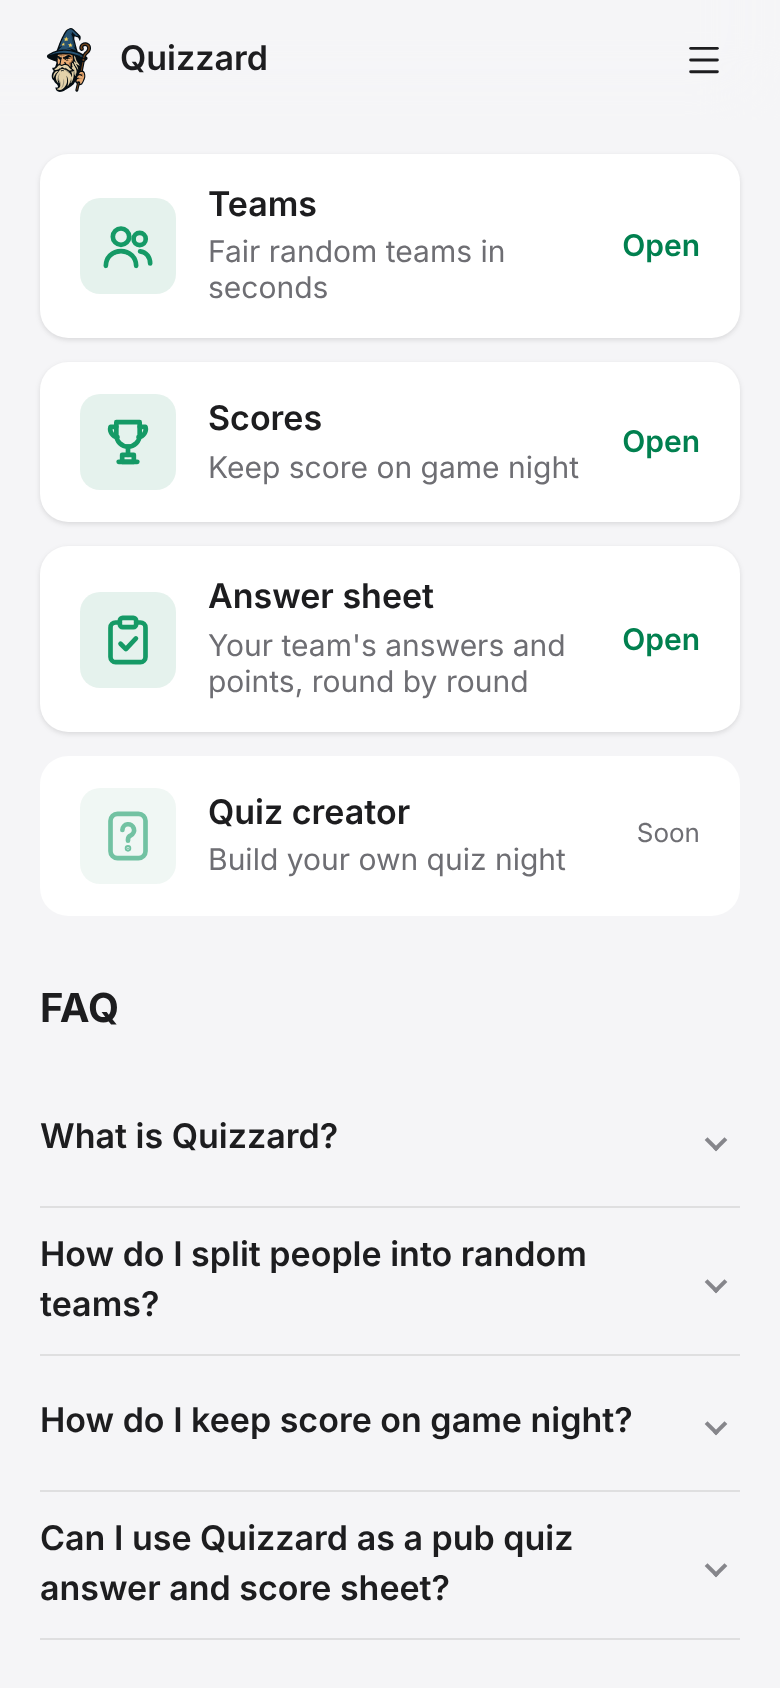 Quizzard
Teams
Fair random teams in
seconds
Open
Scores
Keep score on game night
Open
Answer sheet
Your team's answers and
points, round by round
Open
Quiz creator
Build your own quiz night
Soon
FAQ
What is Quizzard?
How do I split people into random
teams?
How do I keep score on game night?
Can I use Quizzard as a pub quiz
answer and score sheet?